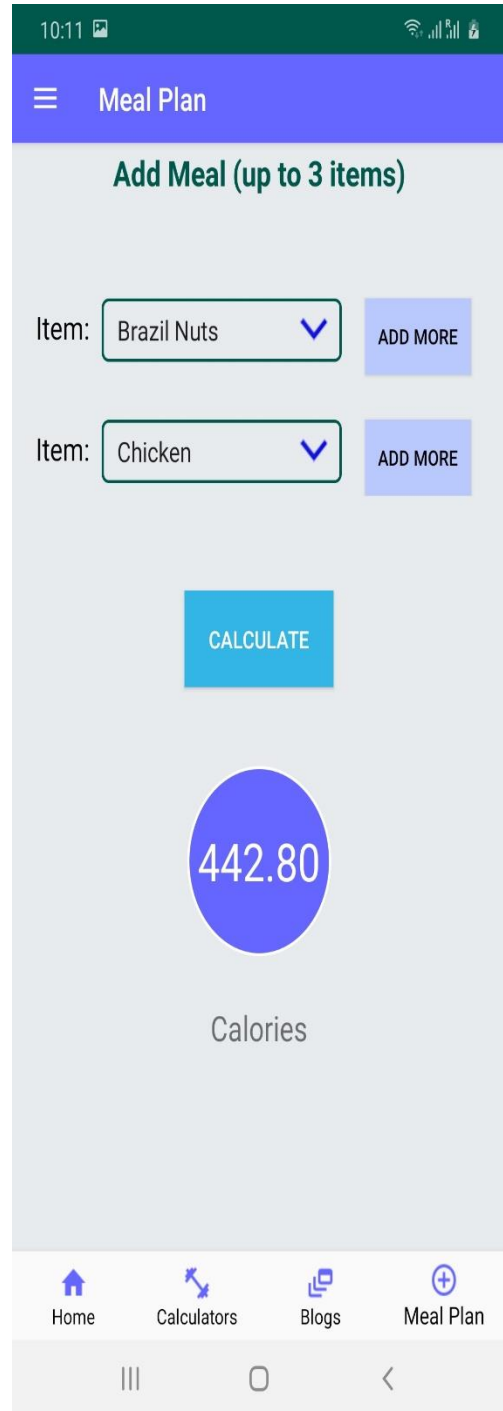 10:11
Meal Plan
Add Meal (up to 3 items)
Item: Brazil Nuts ADD MORE
Item: Chicken ADD MORE
CALCULATE
442.80
Calories
Home Calculators Blogs Meal Plan